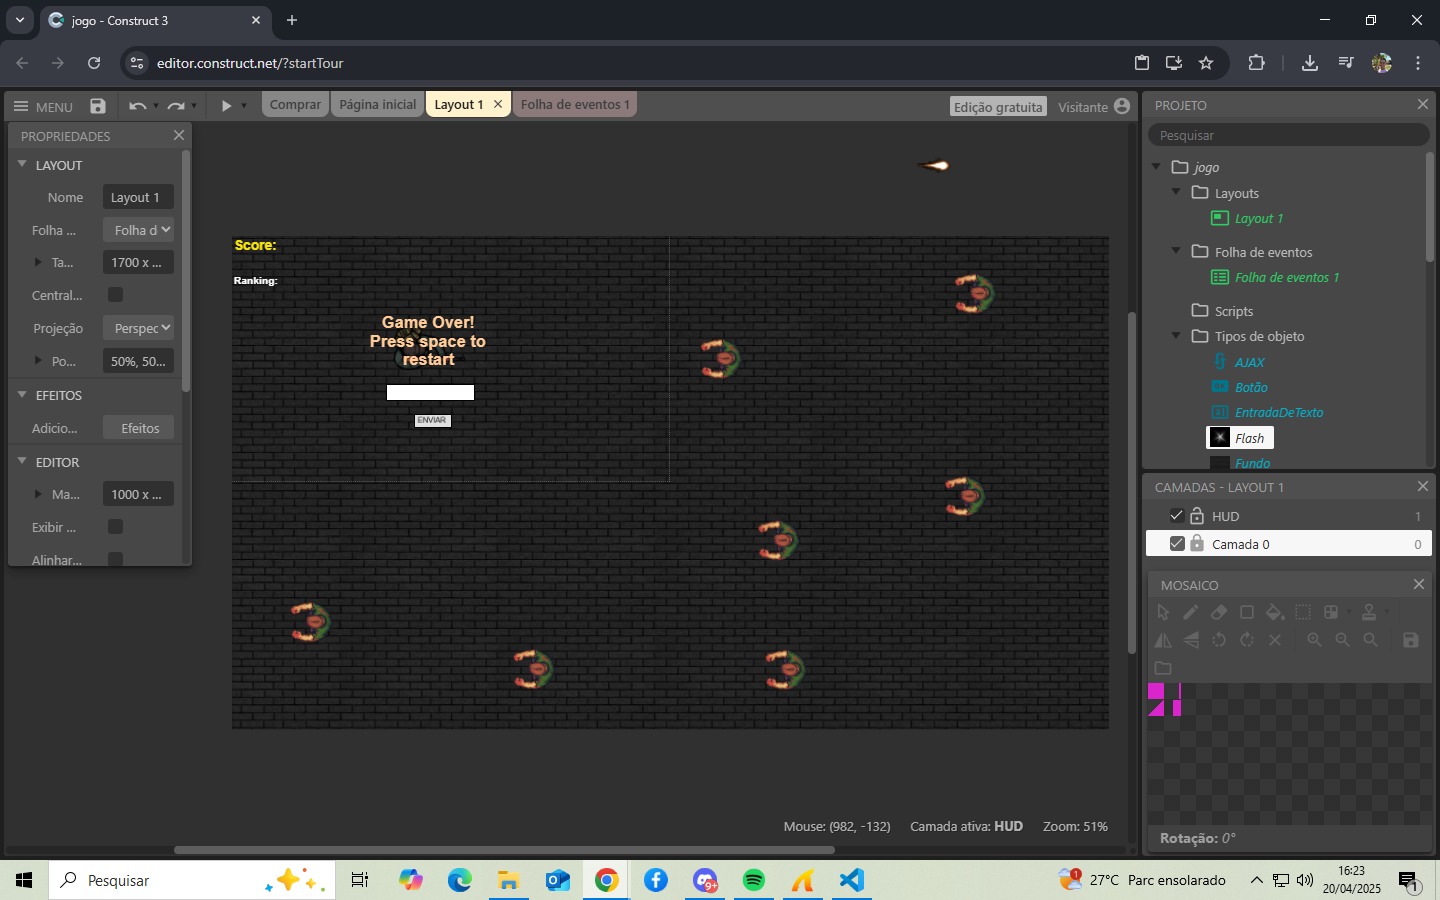 jogo - Construct 3
editor.construct.net/?startTour
MENU
Comprar
Página inicial
Layout 1
Folha de eventos 1
Edição gratuita
Visitante
PROPRIEDADES
LAYOUT
Nome
Layout 1
Folha ...
Folha d
Ta...
1700 x ...
Central...
Projeção
Perspec
Po...
50%, 50...
EFEITOS
Adicio...
Efeitos
EDITOR
Ma...
1000 x ...
Exibir ...
Alinhar...
Score:
Ranking:
Game Over!
Press space to
restart
ENVIAR
Mouse: (982, -132)
Camada ativa: HUD
Zoom: 51%
PROJETO
Pesquisar
jogo
Layouts
Layout 1
Folha de eventos
Folha de eventos 1
Scripts
Tipos de objeto
AJAX
Botão
EntradaDeTexto
Flash
Fundo
CAMADAS - LAYOUT 1
HUD 1
Camada 0 0
MOSAICO
Rotação: 0°
Pesquisar
9+
1
27°C Parc ensolarado
16:23
20/04/2025
1